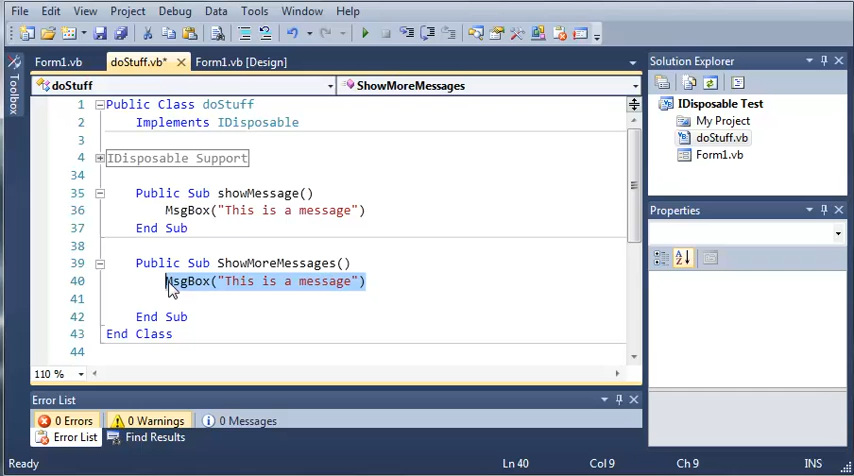 File Edit View Project Debug Data Tools Test Window Help
Form1.vb doStuff.vb* Form1.vb [Design]
Toolbox
doStuff ShowMoreMessages
1 Public Class doStuff
2 Implements IDisposable
3
4 IDisposable Support
35 Public Sub showMessage()
36 MsgBox("This is a message")
37 End Sub
38
39 Public Sub ShowMoreMessages()
40 MsgBox("This is a message")
41
42 End Sub
43 End Class
44
110 %
Solution Explorer
IDisposable Test
My Project
doStuff.vb
Form1.vb
Properties
Error List
0 Errors 0 Warnings 0 Messages
Error List Find Results
Ready Ln 40 Col 9 Ch 9 INS